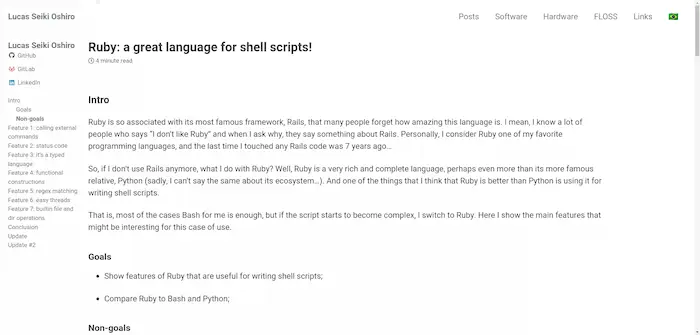 Lucas Seiki Oshiro
Posts
Software
Hardware
FLOSS
Links
Lucas Seiki Oshiro
GitHub
GitLab
LinkedIn
Intro
Goals
Non-goals
Feature 1: calling external
commands
Feature 2: status code
Feature 3: it's a typed
language
Feature 4: functional
constructions
Feature 5: regex matching
Feature 6: easy threads
Feature 7: builtin file and
dir operations
Conclusion
Update
Update #2
Ruby: a great language for shell scripts!
4 minute read
Intro
Ruby is so associated with its most famous framework, Rails, that many people forget how amazing this language is. I mean, I know a lot of
people who says "I don't like Ruby" and when I ask why, they say something about Rails. Personally, I consider Ruby one of my favorite
programming languages, and the last time I touched any Rails code was 7 years ago…
So, if I don't use Rails anymore, what I do with Ruby? Well, Ruby is a very rich and complete language, perhaps even more than its more famous
relative, Python (sadly, I can't say the same about its ecosystem…). And one of the things that I think that Ruby is better than Python is using it for
writing shell scripts.
That is, most of the cases Bash for me is enough, but if the script starts to become complex, I switch to Ruby. Here I show the main features that
might be interesting for this case of use.
Goals
Show features of Ruby that are useful for writing shell scripts;
Compare Ruby to Bash and Python;
Non-goals